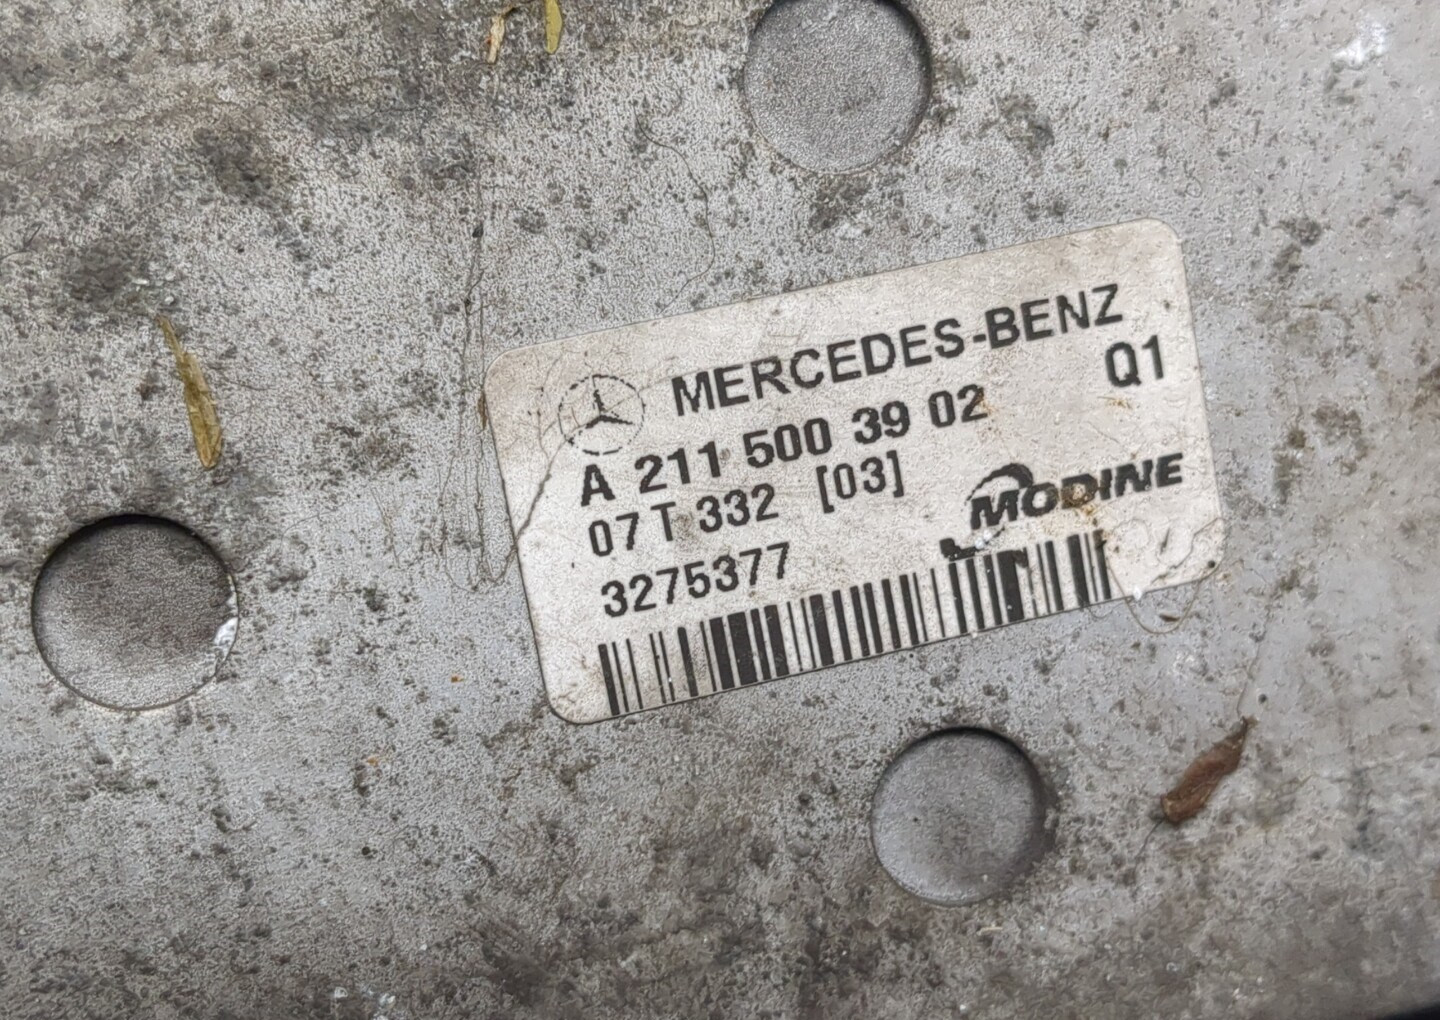 MERCEDES-BENZ
A 211 500 39 02 Q1
07 T 332 [03]
MODINE
3275377